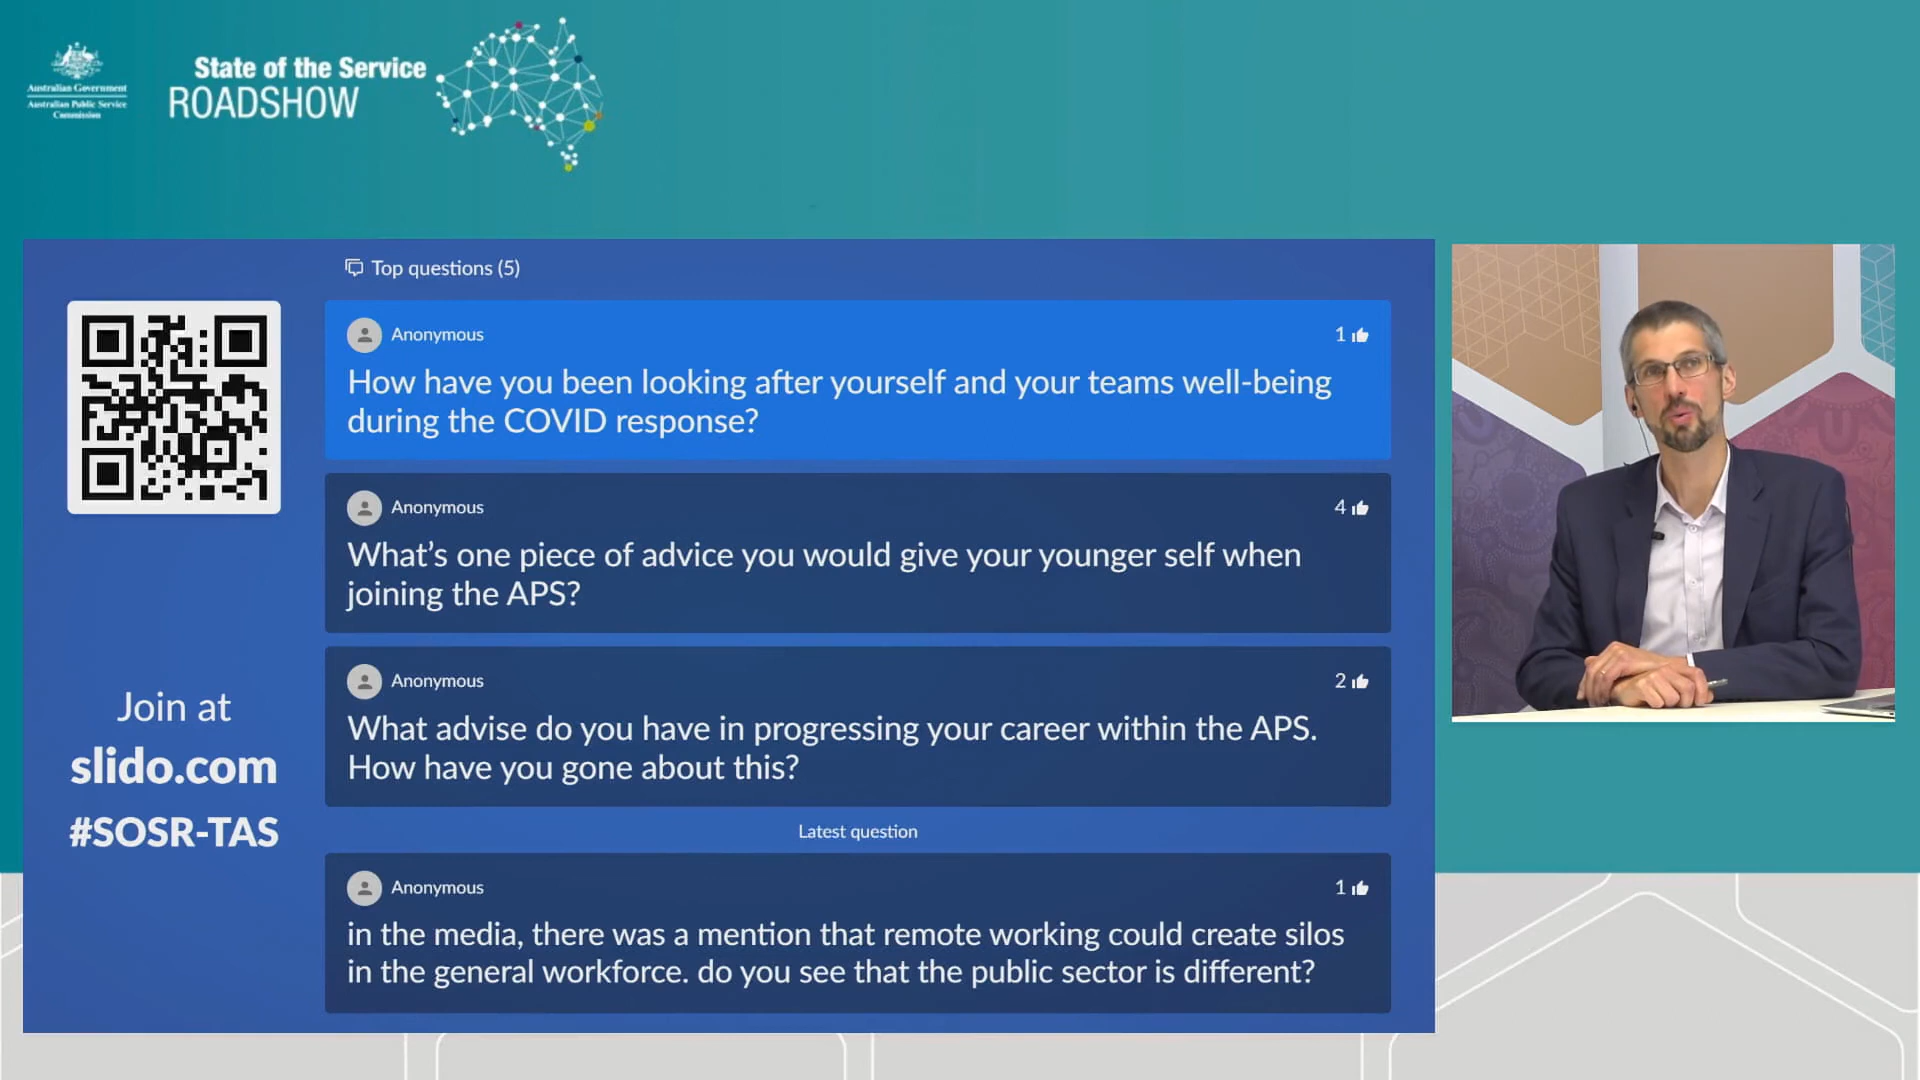 Australian Government
Australian Public Service
Commission
State of the Service
ROADSHOW
Top questions (5)
Anonymous
1
How have you been looking after yourself and your teams well-being
during the COVID response?
Anonymous
4
What's one piece of advice you would give your younger self when
joining the APS?
Anonymous
2
What advise do you have in progressing your career within the APS.
How have you gone about this?
Latest question
Anonymous
1
in the media, there was a mention that remote working could create silos
in the general workforce. do you see that the public sector is different?
Join at
slido.com
#SOSR-TAS